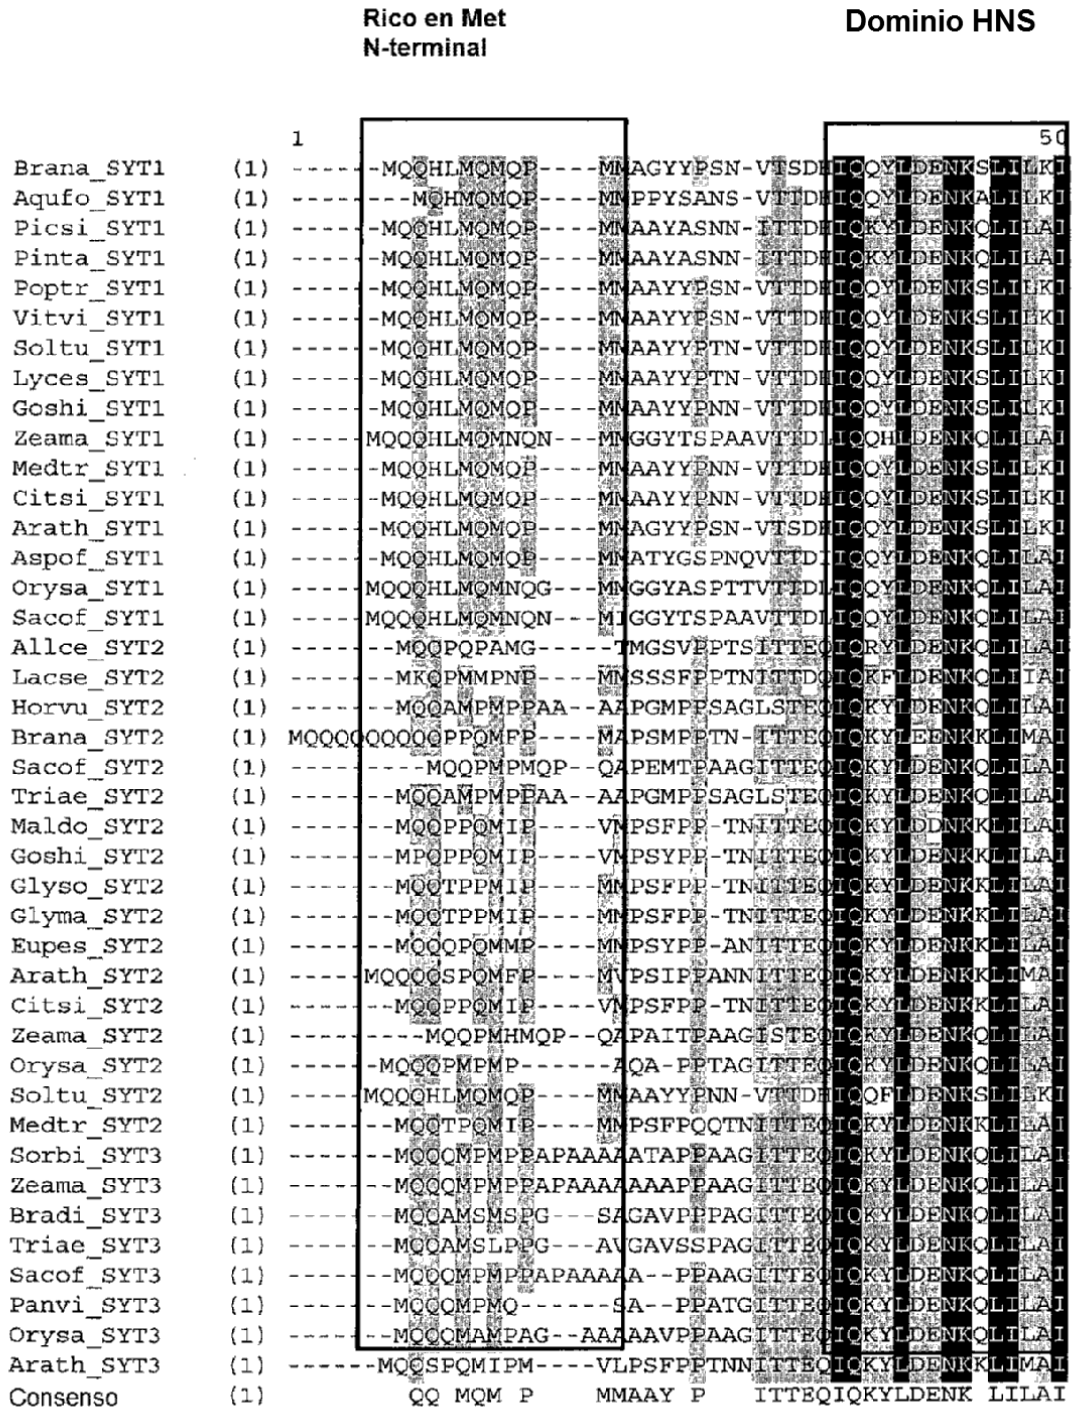 Rico en Met
N-terminal
Dominio HNS
1 50
Brana_SYT1 (1) ------MQQHLMQMQP----MMAGYYPSN-VTSDHIQQYLDENKSLILKI
Aqufo_SYT1 (1) --------MQHMQMQP----MMPPYSANS-VTTDHIQQYLDENKALILKI
Picsi_SYT1 (1) ------MQQHLMQMQP----MMAAYASNN-ITTDHIQKYLDENKQLILAI
Pinta_SYT1 (1) ------MQQHLMQMQP----MMAAYASNN-ITTDHIQKYLDENKQLILAI
Poptr_SYT1 (1) ------MQQHLMQMQP----MMAAYYPSN-VTTDHIQQYLDENKSLILKI
Vitvi_SYT1 (1) ------MQQHLMQMQP----MMAAYYPSN-VTTDHIQQYLDENKSLILKI
Soltu_SYT1 (1) ------MQQHLMQMQP----MMAAYYPTN-VTTDHIQQYLDENKSLILKI
Lyces_SYT1 (1) ------MQQHLMQMQP----MMAAYYPTN-VTTDHIQQYLDENKSLILKI
Goshi_SYT1 (1) ------MQQHLMQMQP----MMAAYYPNN-VTTDHIQQYLDENKSLILKI
Zeama_SYT1 (1) -----MQQQHLMQMNQN---MMGGYTSPAAVTTDLIQQHLDENKQLILAI
Medtr_SYT1 (1) ------MQQHLMQMQP----MMAAYYPNN-VTTDHIQQYLDENKSLILKI
Citsi_SYT1 (1) ------MQQHLMQMQP----MMAAYYPNN-VTTDHIQQYLDENKSLILKI
Arath_SYT1 (1) ------MQQHLMQMQP----MMAGYYPSN-VTSDHIQQYLDENKSLILKI
Aspof_SYT1 (1) ------MQQHLMQMQP----MMATYGSPNQVTTDIIQQYLDENKQLILAI
Orysa_SYT1 (1) -----MQQQHLMQMNQG---MMGGYASPTTVTTDLIQQYLDENKQLILAI
Sacof_SYT1 (1) -----MQQQHLMQMNQN---MIGGYTSPAAVTTDLIQQYLDENKQLILAI
Allce_SYT2 (1) -------MQQPQPAMG-----TMGSVPPTSITTEQIQRYLDENKQLILAI
Lacse_SYT2 (1) -------MKQPMMPNP----MMSSSFPPTNITTDQIQKFLDENKQLIIAI
Horvu_SYT2 (1) -------MQQAMPMPPAA--AAPGMPPSAGLSTEQIQKYLDENKQLILAI
Brana_SYT2 (1) MQQQQQQQQQQPPQMFP----MAPSMPPTN-ITTEQIQKYLEENKKLIMAI
Sacof_SYT2 (1) ---------MQQPMPMQP--QAPEMTPAAGITTEQIQKYLDENKQLILAI
Triae_SYT2 (1) -------MQQAMPMPPAA--AAPGMPPSAGLSTEQIQKYLDENKQLILAI
Maldo_SYT2 (1) -------MQQPPQMIP----VMPSFPP-TNITTEQIQKYLDDNKKLILAI
Goshi_SYT2 (1) -------MPQPPQMIP----VMPSYPP-TNITTEQIQKYLDENKKLILAI
Glyso_SYT2 (1) -------MQQTPPMIP----MMPSFPP-TNITTEQIQKYLDENKKLILAI
Glyma_SYT2 (1) -------MQQTPPMIP----MMPSFPP-TNITTEQIQKYLDENKKLILAI
Eupes_SYT2 (1) -------MQQQPQMMP----MMPSYPP-ANITTEQIQKYLDENKKLILAI
Arath_SYT2 (1) -----MQQQQSPQMFP----MVPSIPPANNITTEQIQKYLDENKKLIMAI
Citsi_SYT2 (1) -------MQQPPQMIP----VMPSFPP-TNITTEQIQKYLDENKKLILAI
Zeama_SYT2 (1) ---------MQQPMHMQP--QAPAITPAAGISTEQIQKYLDENKQLILAI
Orysa_SYT2 (1) ------MQQQPMPMP------AQA-PPTAGITTEQIQKYLDENKQLILAI
Soltu_SYT2 (1) -----MQQQHLMQMQP----MMAAYYPNN-VTTDHIQQFLDENKSLILKI
Medtr_SYT2 (1) -------MQQTPQMIP----MMPSFPQQTNITTEQIQKYLDENKKLILAI
Sorbi_SYT3 (1) -------MQQQMPMPPAPAAAAATAPPAAGITTEQIQKYLDENKQLILAI
Zeama_SYT3 (1) -------MQQQMPMPPAPAAAAAAAPPAAGITTEQIQKYLDENKQLILAI
Bradi_SYT3 (1) -------MQQAMSMSPG---SAGAVPPPAGITTEQIQKYLDENKQLILAI
Triae_SYT3 (1) -------MQQAMSLPPG---AVGAVSSPAGITTEQIQKYLDENKQLILAI
Sacof_SYT3 (1) -------MQQQMPMPPAPAAAAA--PPAAGITTEQIQKYLDENKQLILAI
Panvi_SYT3 (1) -------MQQQMPMQ------SA--PPATGITTEQIQKYLDENKQLILAI
Orysa_SYT3 (1) -------MQQQMAMPAG--AAAAAVPPAAGITTEQIQKYLDENKQLILAI
Arath_SYT3 (1) ------MQQSPQMIPM----VLPSFPPTNNITTEQIQKYLDENKKLIMAI
Consenso (1) QQ MQM P MMAAY P ITTEQIQKYLDENK LILAI